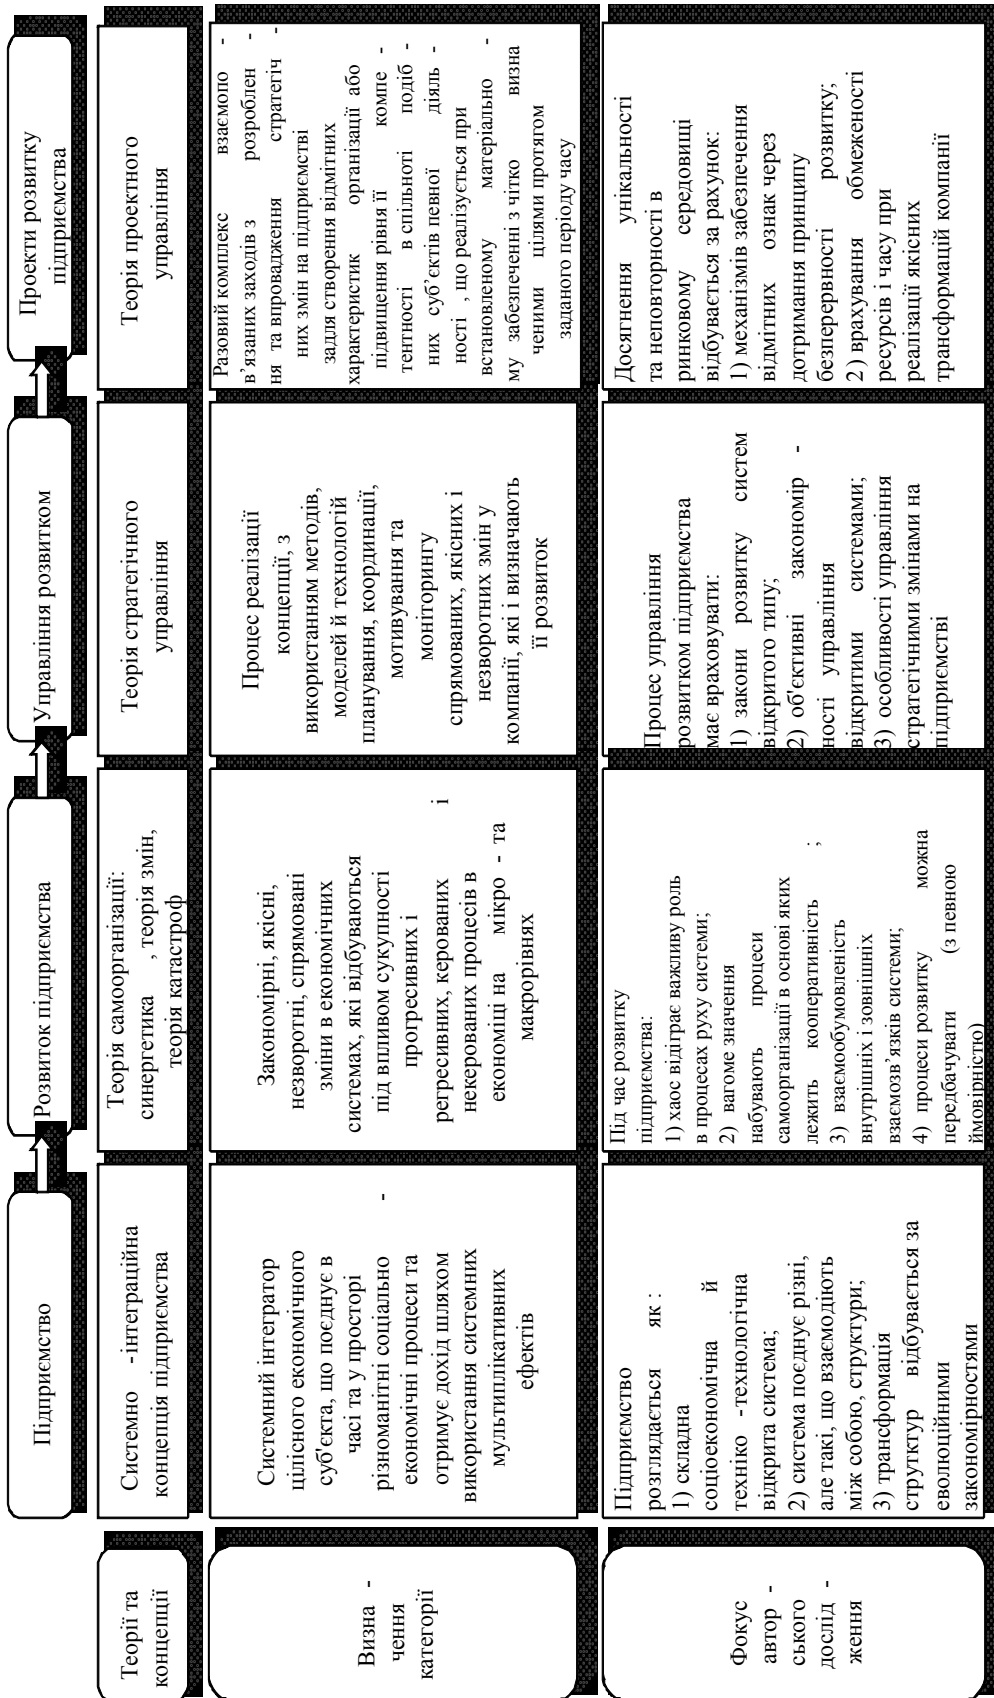 Підприємство
Розвиток підприємства
Управління розвитком
Проекти розвитку
підприємства
Теорії та
концепції
Системно -інтеграційна
концепція підприємства
Теорія самоорганізації:
синергетика , теорія змін,
теорія катастроф
Теорія стратегічного
управління
Теорія проектного
управління
Визна -
чення
категорії
Системний інтегратор
цілісного економічного
суб'єкта, що поєднує в
часі та у просторі
різноманітні соціально -
економічні процеси та
отримує дохід шляхом
використання системних
мультиплікативних
ефектів
Закономірні, якісні,
незворотні, спрямовані
зміни в економічних
системах, які відбуваються
під впливом сукупності
прогресивних і
регресивних, керованих і
некерованих процесів в
економіці на мікро - та
макрорівнях
Процес реалізації
концепції, з
використанням методів,
моделей й технологій
планування, координації,
мотивування та
моніторингу
спрямованих, якісних і
незворотних змін у
компанії, які і визначають
її розвиток
Разовий комплекс взаємопо -
в’язаних заходів з розроблен -
ня та впровадження стратегіч -
них змін на підприємстві
задля створення відмітних
характеристик організації або
підвищення рівня її компе -
тентності в спільноті подіб -
них суб’єктів певної діяль -
ності , що реалізується при
встановленому матеріально -
му забезпеченні з чітко визна
ченими цілями протягом
заданого періоду часу
Фокус
автор -
ського
дослід -
ження
Підприємство
розглядається як :
1) складна
соціоекономічна й
техніко -технологічна
відкрита система;
2) система поєднує різні,
але такі, що взаємодіють
між собою, структури;
3) трансформація
структур відбувається за
еволюційними
закономірностями
Під час розвитку
підприємства:
1) хаос відіграє важливу роль
в процесах руху системи;
2) вагоме значення
набувають процеси
самоорганізації в основі яких
лежить кооперативність ;
3) взаємообумовленість
внутрішніх і зовнішніх
взаємозв’язків системи;
4) процеси розвитку можна
передбачувати (з певною
ймовірністю)
Процес управління
розвитком підприємства
має враховувати:
1) закони розвитку систем
відкритого типу;
2) об'єктивні закономір -
ності управління
відкритими системами;
3) особливості управління
стратегічними змінами на
підприємстві
Досягнення унікальності
та неповторності в
ринковому середовищі
відбувається за рахунок:
1) механізмів забезпечення
відмітних ознак через
дотримання принципу
безперервності розвитку;
2) врахування обмеженості
ресурсів і часу при
реалізації якісних
трансформацій компанії